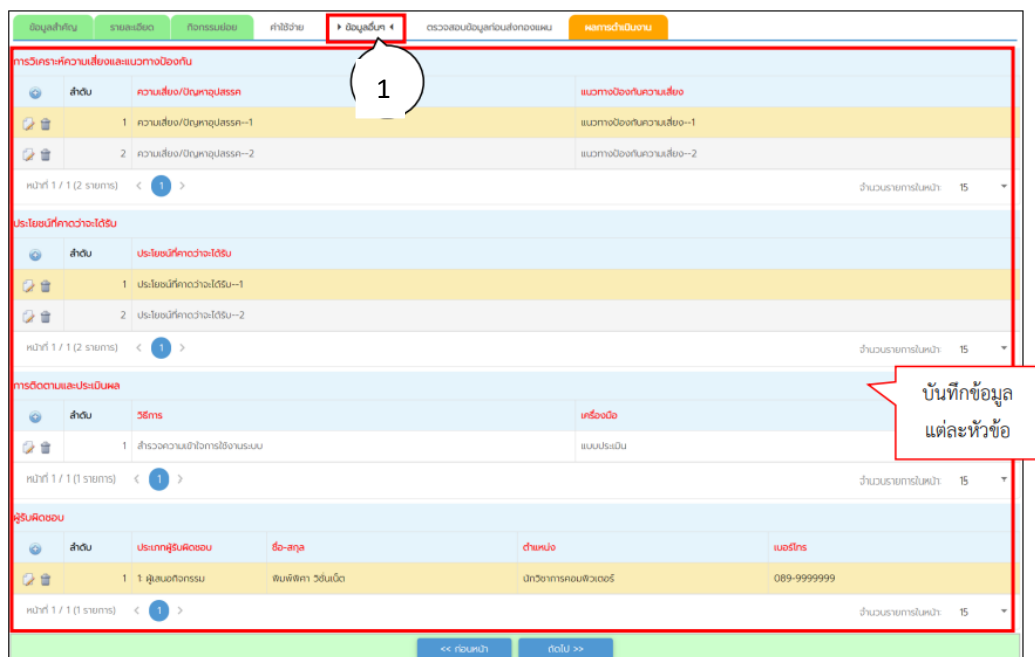 ข้อมูลสำคัญ รายละเอียด กิจกรรมย่อย ค่าใช้จ่าย ข้อมูลอื่นๆ ตรวจสอบข้อมูลก่อนส่งกองแผน ผลการดำเนินงาน
1
การวิเคราะห์ความเสี่ยงและแนวทางป้องกัน
ลำดับ ความเสี่ยง/ปัญหาอุปสรรค แนวทางป้องกันความเสี่ยง
1 ความเสี่ยง/ปัญหาอุปสรรค--1 แนวทางป้องกันความเสี่ยง--1
2 ความเสี่ยง/ปัญหาอุปสรรค--2 แนวทางป้องกันความเสี่ยง--2
หน้าที่ 1 / 1 (2 รายการ) < 1 > จำนวนรายการในหน้า: 15
ประโยชน์ที่คาดว่าจะได้รับ
ลำดับ ประโยชน์ที่คาดว่าจะได้รับ
1 ประโยชน์ที่คาดว่าจะได้รับ--1
2 ประโยชน์ที่คาดว่าจะได้รับ--2
หน้าที่ 1 / 1 (2 รายการ) < 1 > จำนวนรายการในหน้า: 15
การติดตามและประเมินผล
บันทึกข้อมูล
แต่ละหัวข้อ
ลำดับ วิธีการ เครื่องมือ
1 สำรวจความเข้าใจการใช้งานระบบ แบบประเมิน
หน้าที่ 1 / 1 (1 รายการ) < 1 > จำนวนรายการในหน้า: 15
ผู้รับผิดชอบ
ลำดับ ประเภทผู้รับผิดชอบ ชื่อ-สกุล ตำแหน่ง เบอร์โทร
1 1: ผู้เสนอกิจกรรม พิมพ์พิศา วิชั่นเน็ต นักวิชาการคอมพิวเตอร์ 089-9999999
หน้าที่ 1 / 1 (1 รายการ) < 1 > จำนวนรายการในหน้า: 15
<< ก่อนหน้า ถัดไป >>